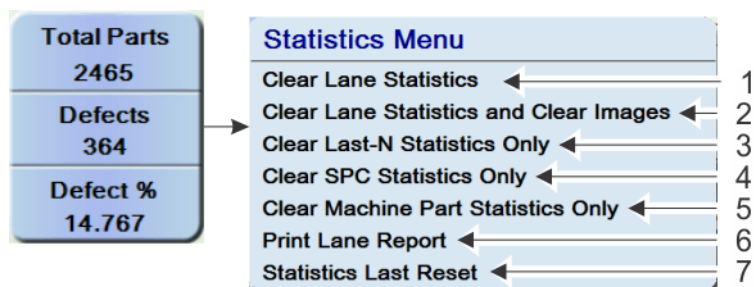 Total Parts
2465
Defects
364
Defect %
14.767
Statistics Menu
Clear Lane Statistics 1
Clear Lane Statistics and Clear Images 2
Clear Last-N Statistics Only 3
Clear SPC Statistics Only 4
Clear Machine Part Statistics Only 5
Print Lane Report 6
Statistics Last Reset 7